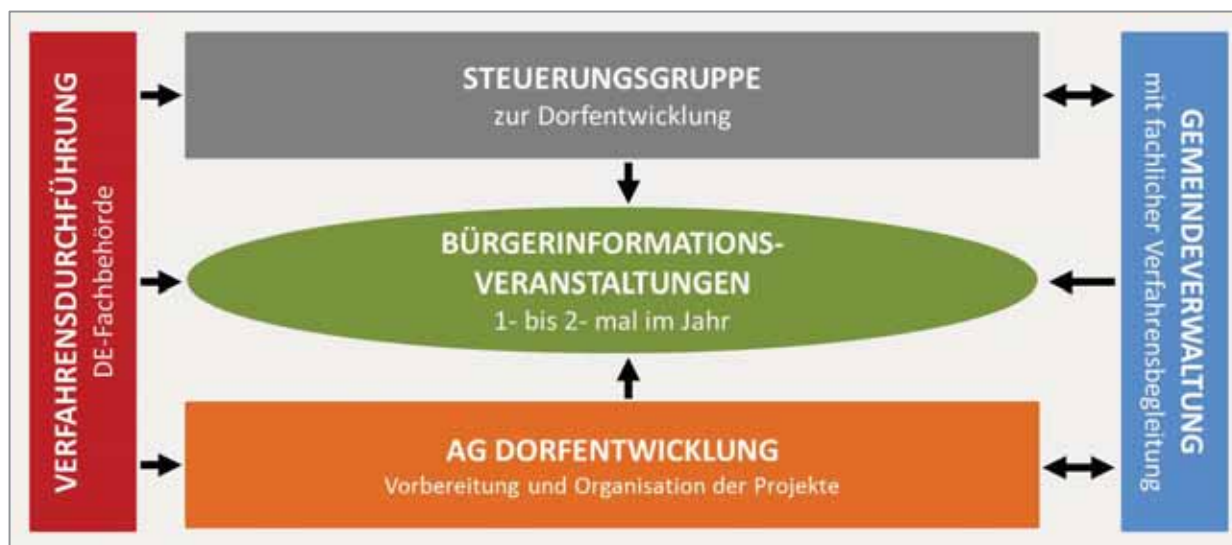 VERFAHRENSDURCHFÜHRUNG
DE-Fachbehörde
STEUERUNGSGRUPPE
zur Dorfentwicklung
BÜRGERINFORMATIONS-
VERANSTALTUNGEN
1- bis 2- mal im Jahr
AG DORFENTWICKLUNG
Vorbereitung und Organisation der Projekte
GEMEINDEVERWALTUNG
mit fachlicher Verfahrensbegleitung